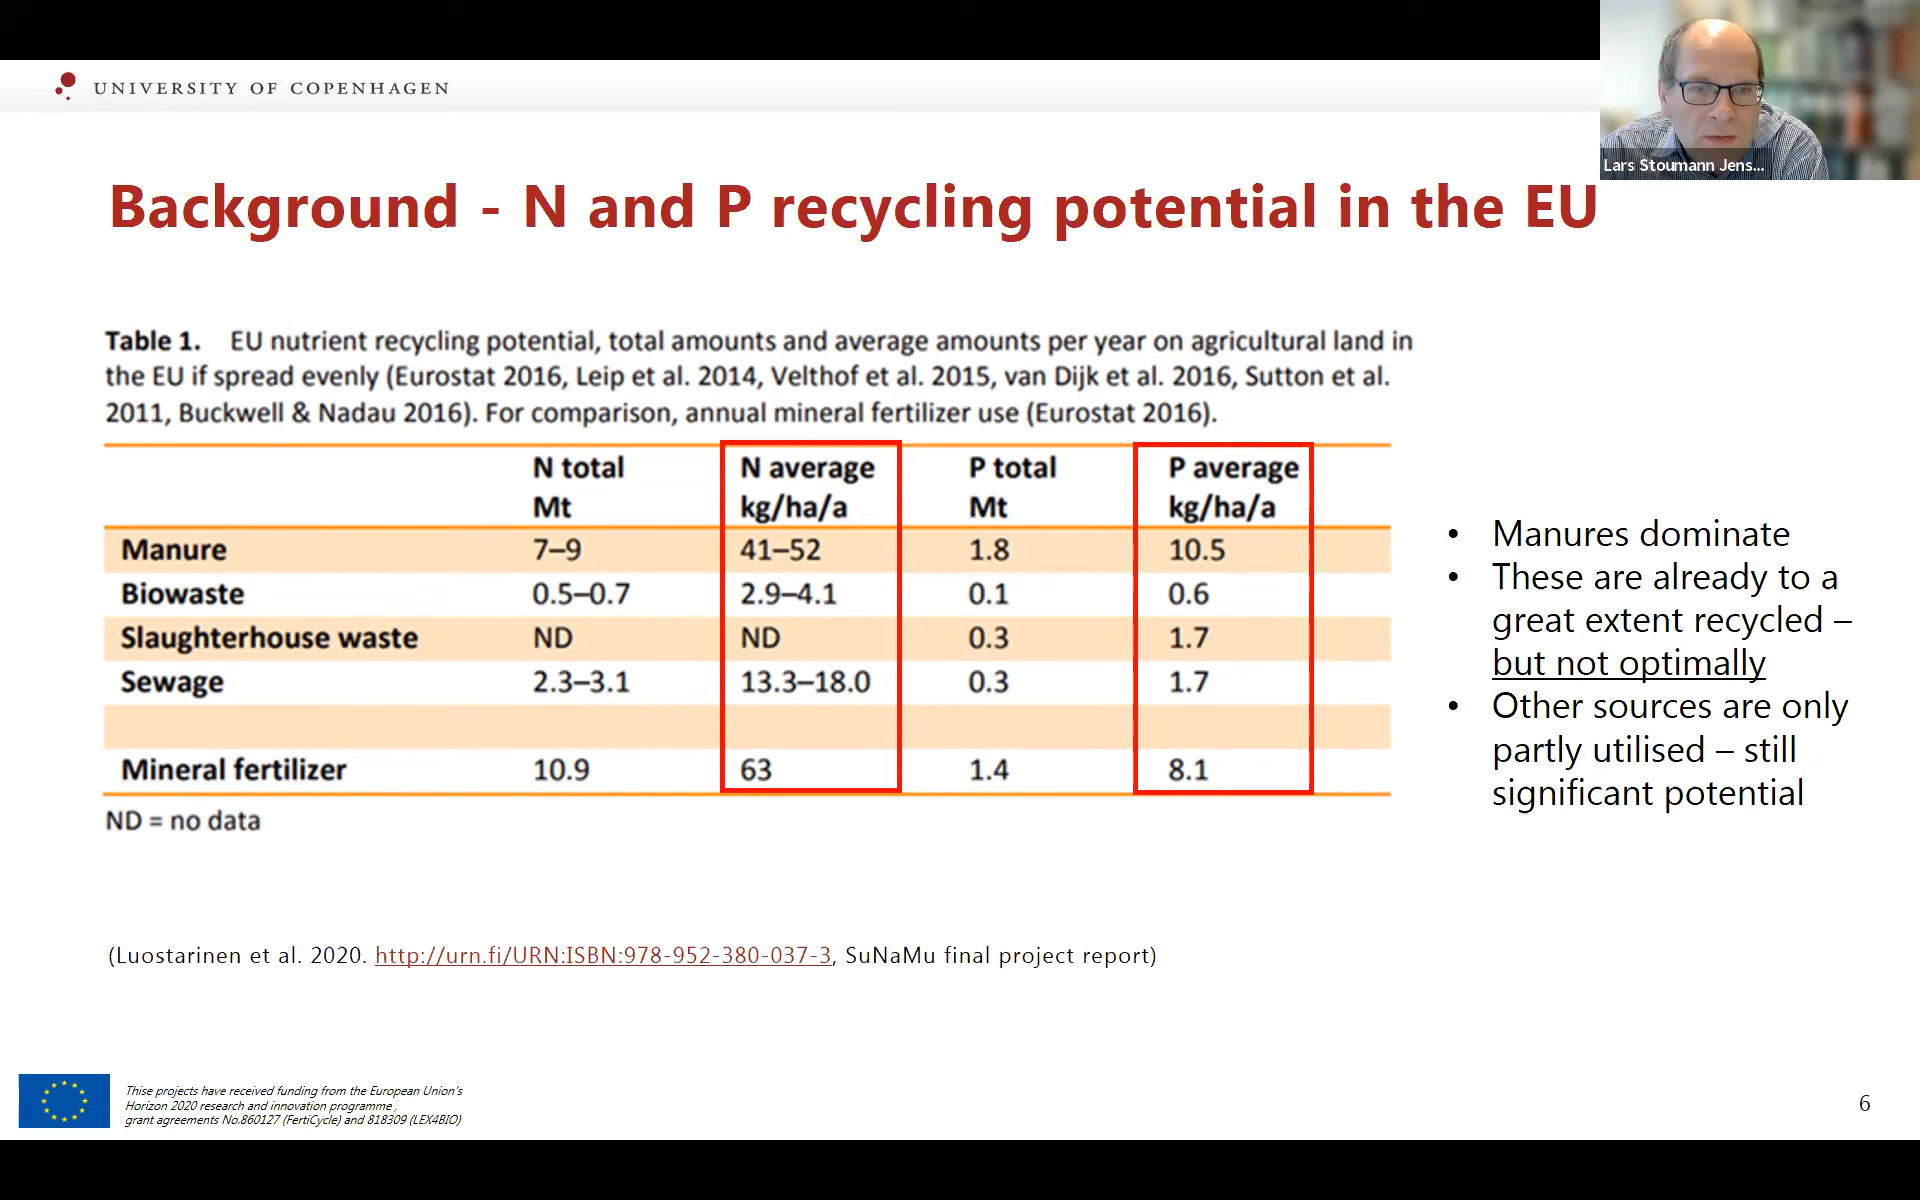 UNIVERSITY OF COPENHAGEN
Lars Stoumann Jens...
Background - N and P recycling potential in the EU
Table 1. EU nutrient recycling potential, total amounts and average amounts per year on agricultural land in
the EU if spread evenly (Eurostat 2016, Leip et al. 2014, Velthof et al. 2015, van Dijk et al. 2016, Sutton et al.
2011, Buckwell & Nadau 2016). For comparison, annual mineral fertilizer use (Eurostat 2016).
N total N average P total P average
Mt kg/ha/a Mt kg/ha/a
Manure 7–9 41–52 1.8 10.5
Biowaste 0.5–0.7 2.9–4.1 0.1 0.6
Slaughterhouse waste ND ND 0.3 1.7
Sewage 2.3–3.1 13.3–18.0 0.3 1.7
Mineral fertilizer 10.9 63 1.4 8.1
ND = no data
• Manures dominate
• These are already to a
great extent recycled –
but not optimally
• Other sources are only
partly utilised – still
significant potential
(Luostarinen et al. 2020. http://urn.fi/URN:ISBN:978-952-380-037-3, SuNaMu final project report)
Thise projects have received funding from the European Union's
Horizon 2020 research and innovation programme ,
grant agreements No.860127 (FertiCycle) and 818309 (LEX4BIO)
6